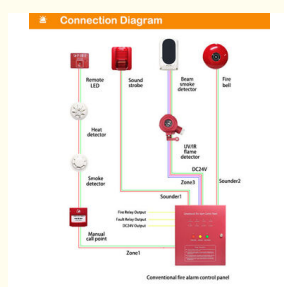 Connection Diagram
Remote
LED
Sound
strobe
Beam
smoke
detector
Fire
bell
Heat
detector
UV/IR
flame
detector
Smoke
detector
DC24V
Zone3
Sounder2
Sounder1
Fire Relay Output
Fault Relay Output
DC24V Output
Manual
call point
Zone1
Conventional fire alarm control panel